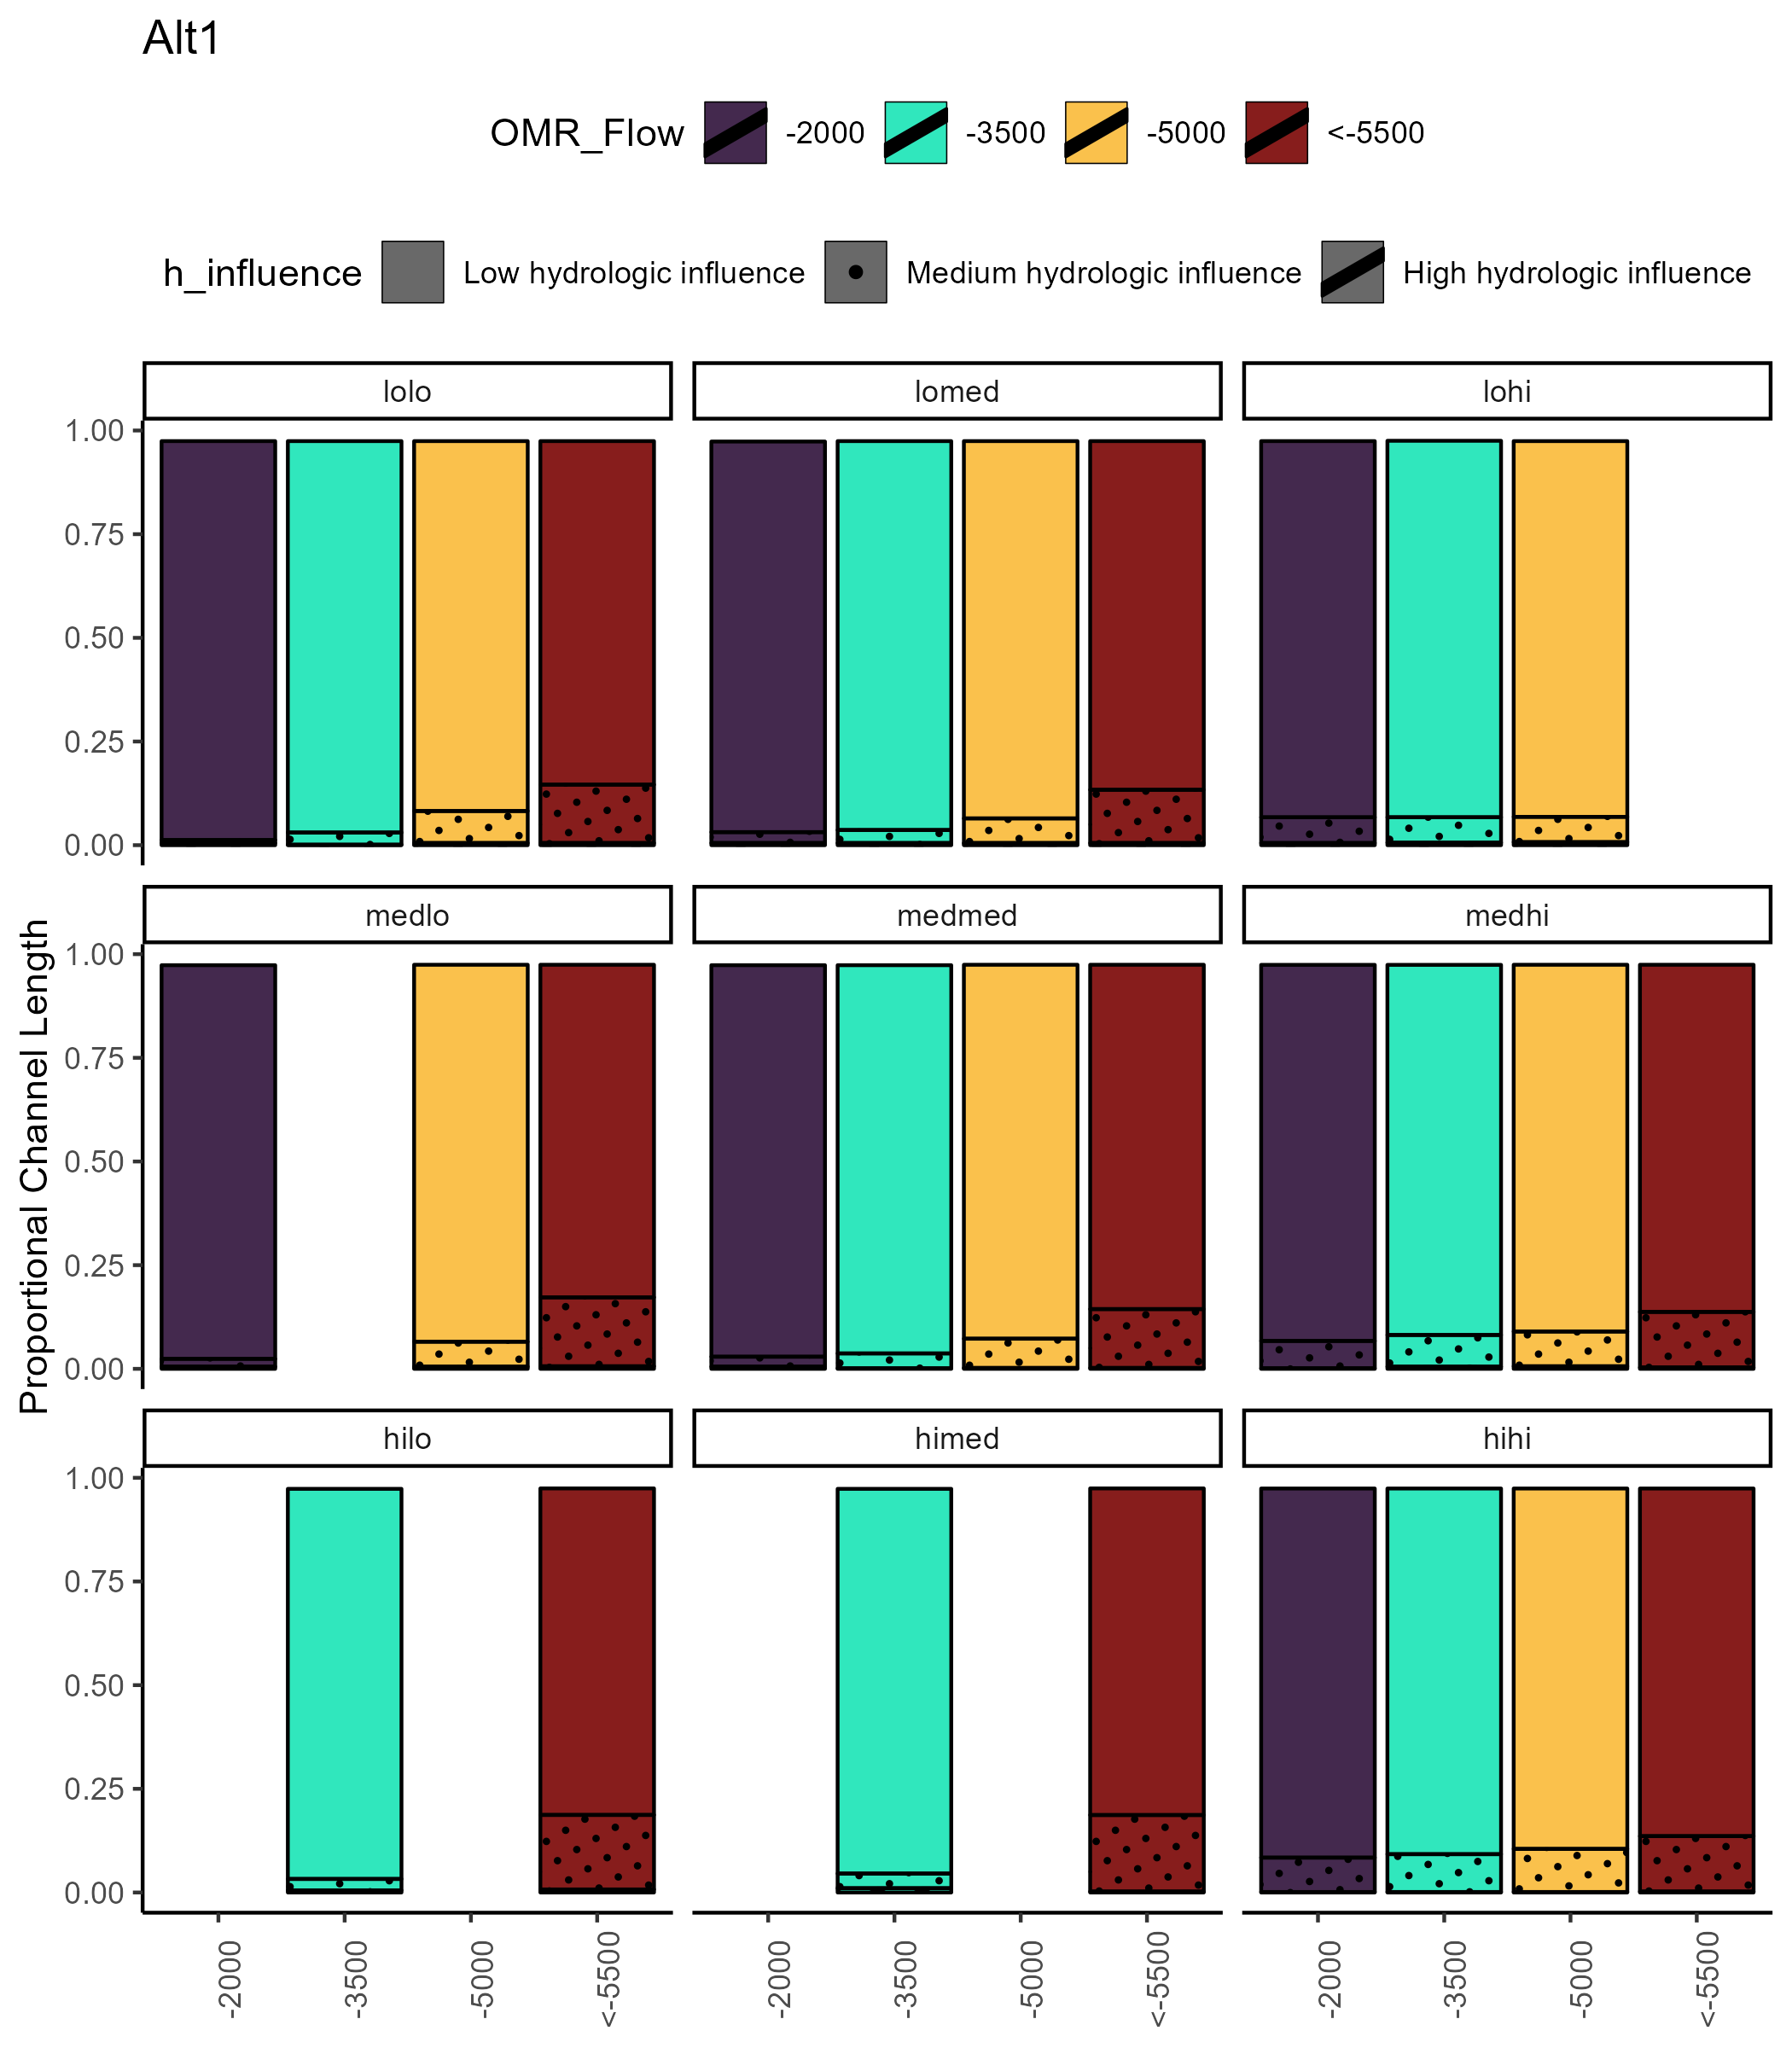 Alt1
OMR_Flow -2000 -3500 -5000 <-5500
h_influence Low hydrologic influence Medium hydrologic influence High hydrologic influence
lolo lomed lohi
1.00
0.75
0.50
0.25
0.00
medlo medmed medhi
1.00
0.75
0.50
0.25
0.00
Proportional Channel Length
hilo himed hihi
1.00
0.75
0.50
0.25
0.00
-2000 -3500 -5000 <-5500 -2000 -3500 -5000 <-5500 -2000 -3500 -5000 <-5500